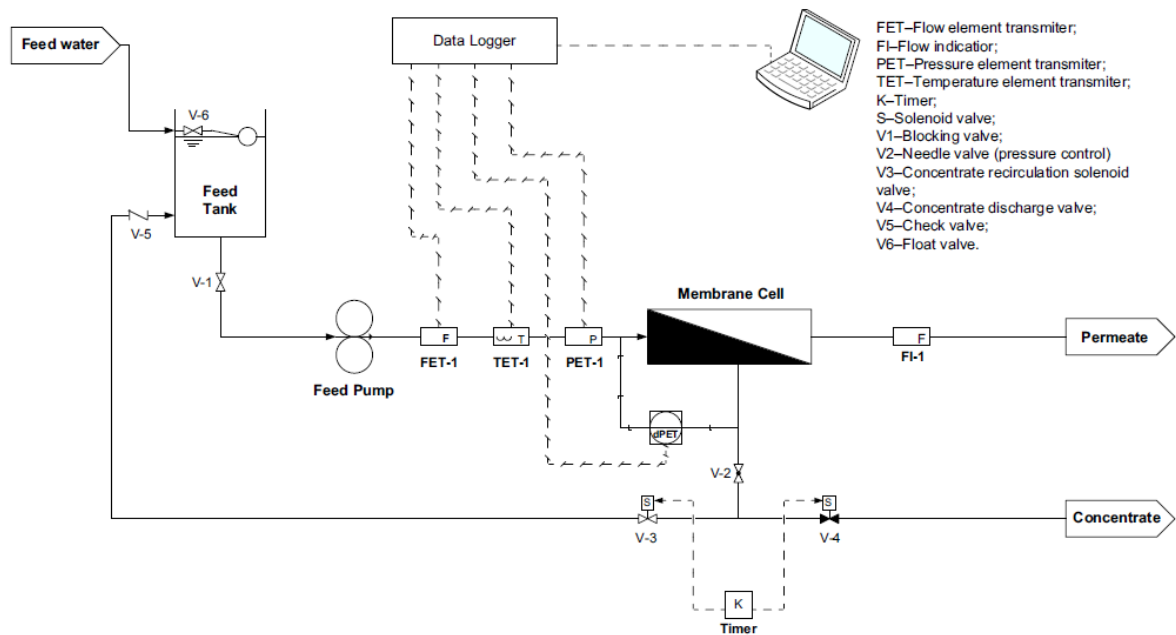 Feed water
Data Logger
FET–Flow element transmiter;
FI–Flow indicatior;
PET–Pressure element transmiter;
TET–Temperature element transmiter;
K–Timer;
S–Solenoid valve;
V1–Blocking valve;
V2–Needle valve (pressure control)
V3–Concentrate recirculation solenoid
valve;
V4–Concentrate discharge valve;
V5–Check valve;
V6–Float valve.
V-6
Feed
Tank
V-5
V-1
Membrane Cell
F
T
P
F
Permeate
FET-1
TET-1
PET-1
FI-1
Feed Pump
dPET
V-2
S
S
Concentrate
V-3
V-4
K
Timer